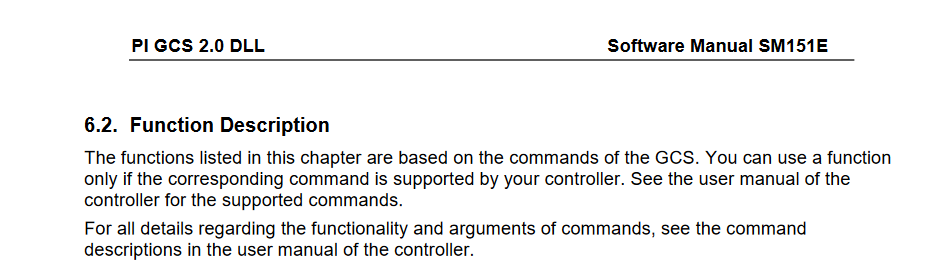 PI GCS 2.0 DLL Software Manual SM151E
6.2. Function Description
The functions listed in this chapter are based on the commands of the GCS. You can use a function
only if the corresponding command is supported by your controller. See the user manual of the
controller for the supported commands.
For all details regarding the functionality and arguments of commands, see the command
descriptions in the user manual of the controller.